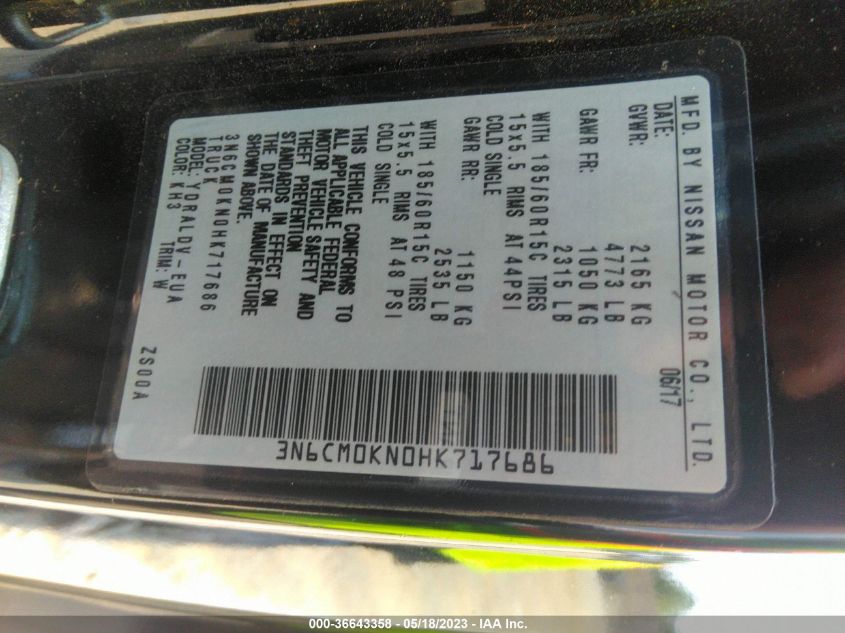 MFD. BY NISSAN MOTOR CO., LTD.
DATE: 06/17
GVWR: 2165 KG
4773 LB
GAWR FR: 1050 KG
2315 LB
WITH 185/60R15C TIRES
15x5.5 RIMS AT 44PSI
COLD SINGLE
GAWR RR: 1150 KG
2535 LB
WITH 185/60R15C TIRES
15x5.5 RIMS AT 48 PSI
COLD SINGLE
THIS VEHICLE CONFORMS TO
ALL APPLICABLE FEDERAL
MOTOR VEHICLE SAFETY AND
THEFT PREVENTION
STANDARDS IN EFFECT ON
THE DATE OF MANUFACTURE
SHOWN ABOVE.
3N6CM0KN0HK717686
TRUCK
MODEL: YDRALDV-EUA
COLOR: KH3 TRIM: W
ZS00A
3N6CM0KN0HK717686
000-36643358 - 05/18/2023 - IAA Inc.